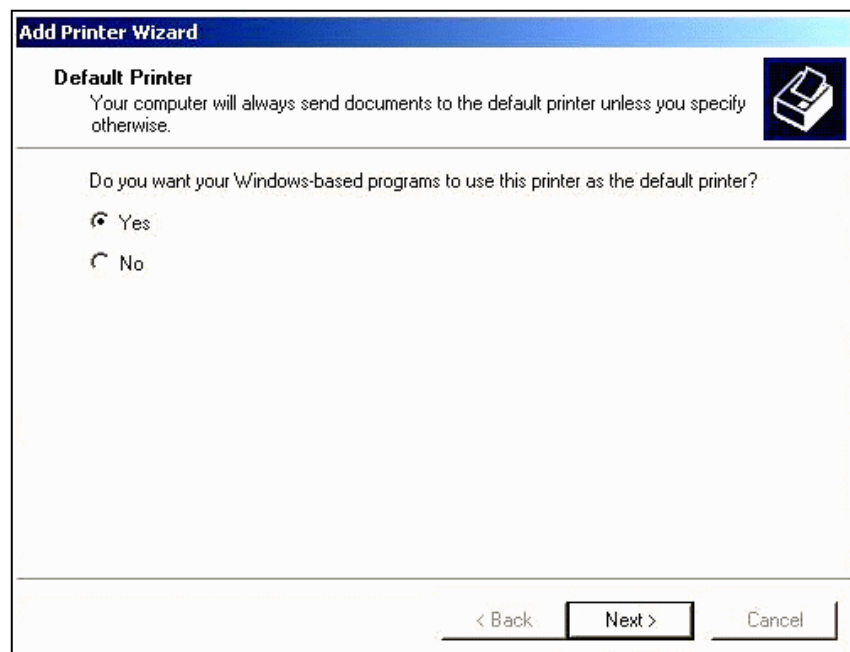 Add Printer Wizard
Default Printer
Your computer will always send documents to the default printer unless you specify
otherwise.
Do you want your Windows-based programs to use this printer as the default printer?
Yes
No
< Back
Next >
Cancel